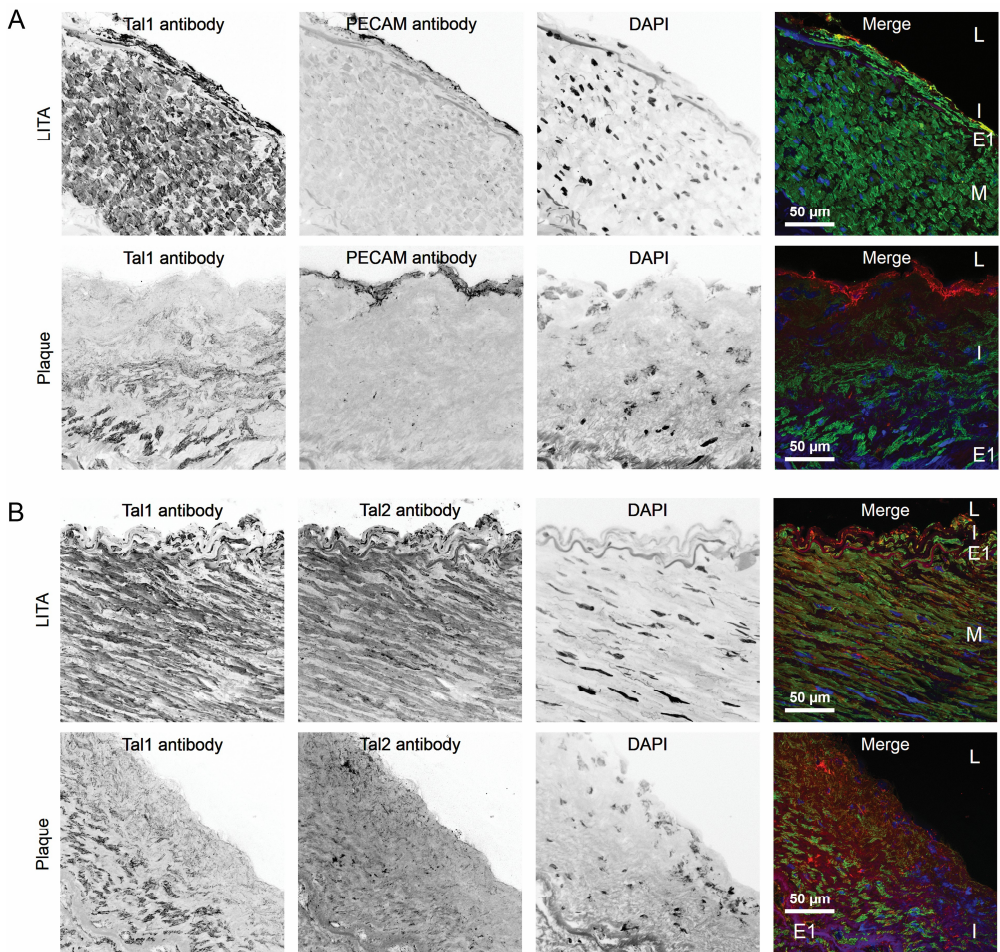 A
Tal1 antibody PECAM antibody DAPI Merge
LITA
L
I
E1
M
50 µm
Tal1 antibody PECAM antibody DAPI Merge
Plaque
L
I
E1
50 µm
B
Tal1 antibody Tal2 antibody DAPI Merge
LITA
L
I
E1
M
50 µm
Tal1 antibody Tal2 antibody DAPI Merge
Plaque
L
50 µm
E1 I